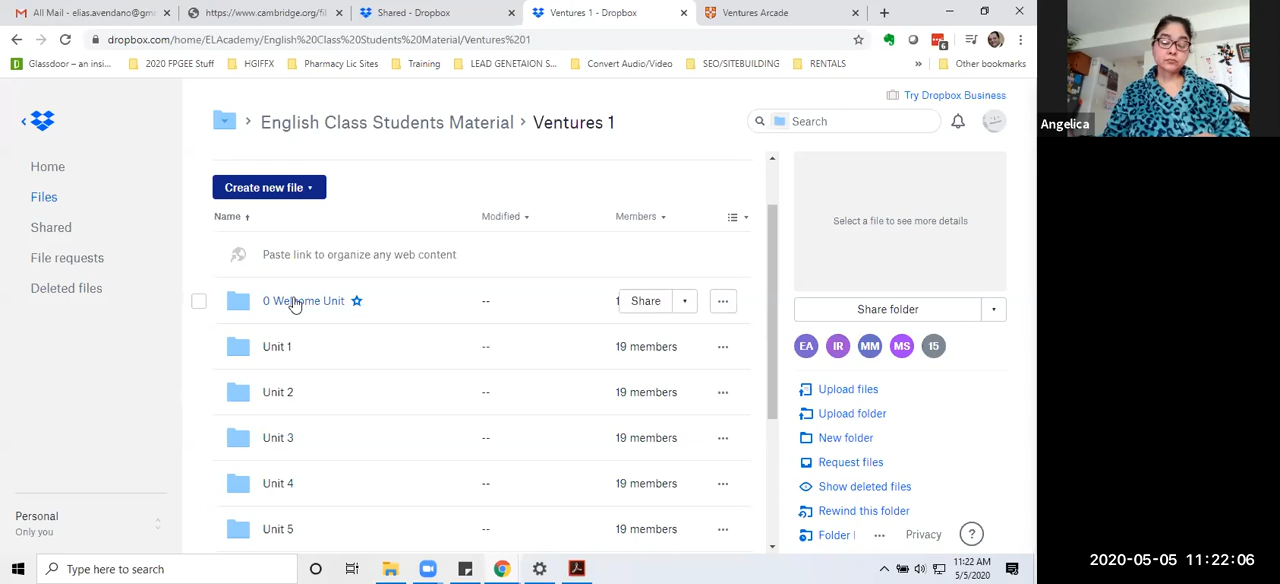 All Mail - elias.avendano@gm
https://www.cambridge.org/fil
Shared - Dropbox
Ventures 1 - Dropbox
Ventures Arcade
dropbox.com/home/ELAcademy/English%20Class%20Students%20Material/Ventures%201
6
Glassdoor – an insi...
2020 FPGEE Stuff
HGIFFX
Pharmacy Lic Sites
Training
LEAD GENETAION S...
Convert Audio/Video
SEO/SITEBUILDING
RENTALS
»
Other bookmarks
Try Dropbox Business
English Class Students Material > Ventures 1
Search
Angelica
Home
Files
Shared
File requests
Deleted files
Personal
Only you
Create new file
Name
Modified
Members
Paste link to organize any web content
0 Welcome Unit
--
Share
Unit 1
--
19 members
Unit 2
--
19 members
Unit 3
--
19 members
Unit 4
--
19 members
Unit 5
--
19 members
Select a file to see more details
Share folder
EA IR MM MS 15
Upload files
Upload folder
New folder
Request files
Show deleted files
Rewind this folder
Folder
Privacy
?
Type here to search
11:22 AM
5/5/2020
2020-05-05 11:22:06